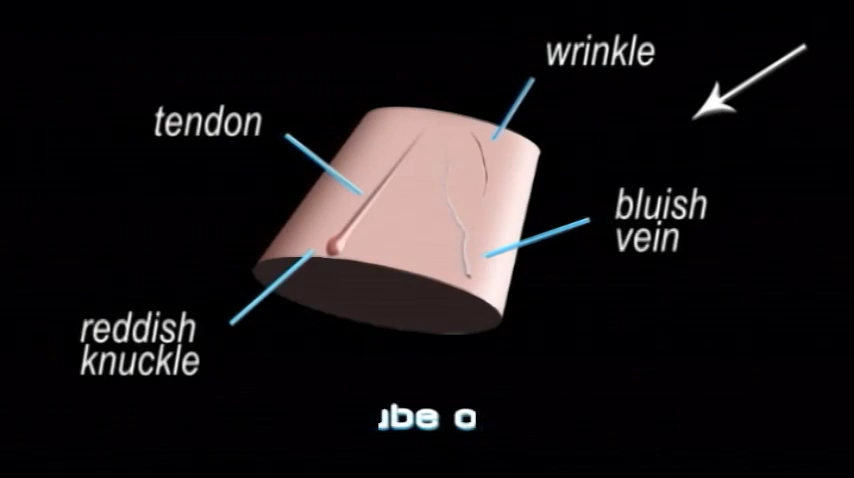 wrinkle
tendon
bluish
vein
reddish
knuckle